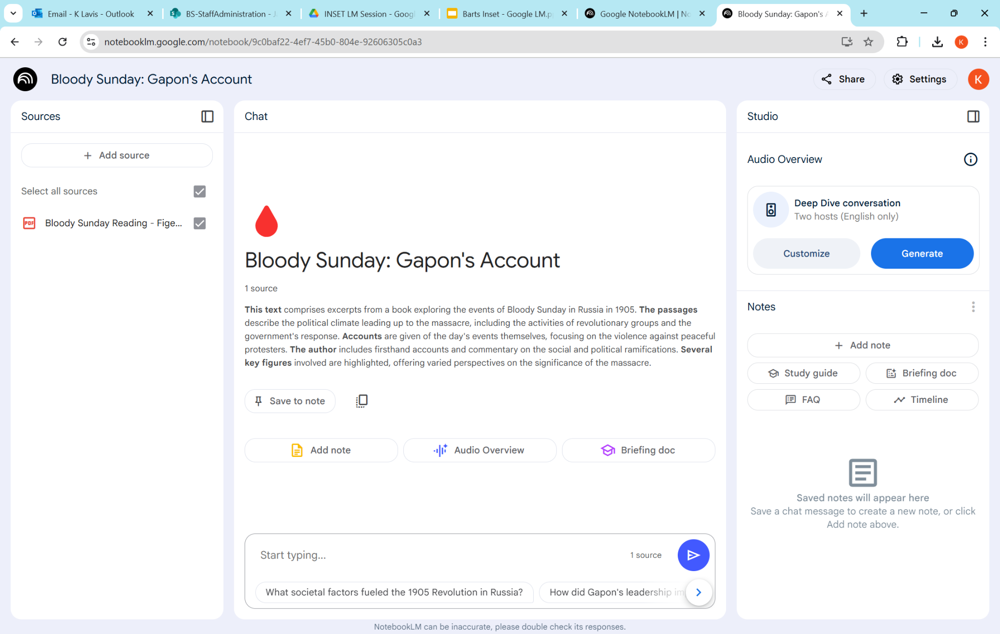 Email - K Lavis - Outlook
BS-StaffAdministration -
INSET LM Session - Goog
Barts Inset - Google LM.p
Google NotebookLM | No
Bloody Sunday: Gapon's A
notebooklm.google.com/notebook/9c0baf22-4ef7-45b0-804e-92606305c0a3
K
Bloody Sunday: Gapon's Account
Share
Settings
K
Sources
Add source
Select all sources
PDF
Bloody Sunday Reading - Fige...
Chat
Bloody Sunday: Gapon's Account
1 source
This text comprises excerpts from a book exploring the events of Bloody Sunday in Russia in 1905. The passages
describe the political climate leading up to the massacre, including the activities of revolutionary groups and the
government's response. Accounts are given of the day's events themselves, focusing on the violence against peaceful
protesters. The author includes firsthand accounts and commentary on the social and political ramifications. Several
key figures involved are highlighted, offering varied perspectives on the significance of the massacre.
Save to note
Add note
Audio Overview
Briefing doc
Start typing...
1 source
What societal factors fueled the 1905 Revolution in Russia?
How did Gapon's leadership im
NotebookLM can be inaccurate, please double check its responses.
Studio
Audio Overview
Deep Dive conversation
Two hosts (English only)
Customize
Generate
Notes
Add note
Study guide
Briefing doc
FAQ
Timeline
Saved notes will appear here
Save a chat message to create a new note, or click
Add note above.